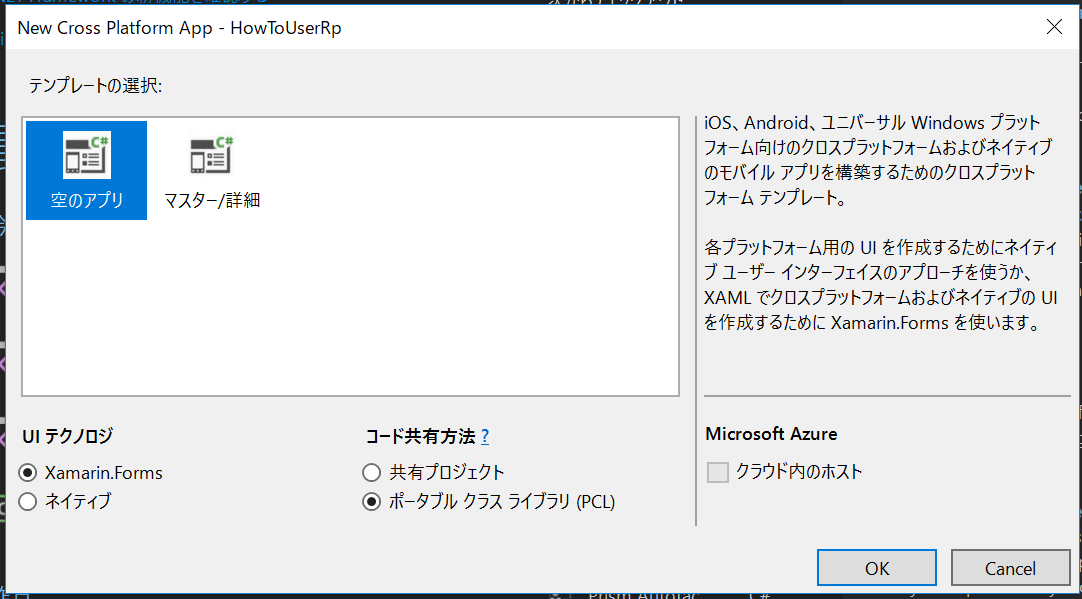 New Cross Platform App - HowToUserRp
テンプレートの選択:
C#
C#
空のアプリ
マスター/詳細
iOS、Android、ユニバーサル Windows プラット
フォーム向けのクロスプラットフォームおよびネイティブ
のモバイル アプリを構築するためのクロスプラット
フォーム テンプレート。
各プラットフォーム用の UI を作成するためにネイティ
ブ ユーザー インターフェイスのアプローチを使うか、
XAML でクロスプラットフォームおよびネイティブの UI
を作成するために Xamarin.Forms を使います。
UI テクノロジ
Xamarin.Forms
ネイティブ
コード共有方法 ?
共有プロジェクト
ポータブル クラス ライブラリ (PCL)
Microsoft Azure
クラウド内のホスト
OK
Cancel